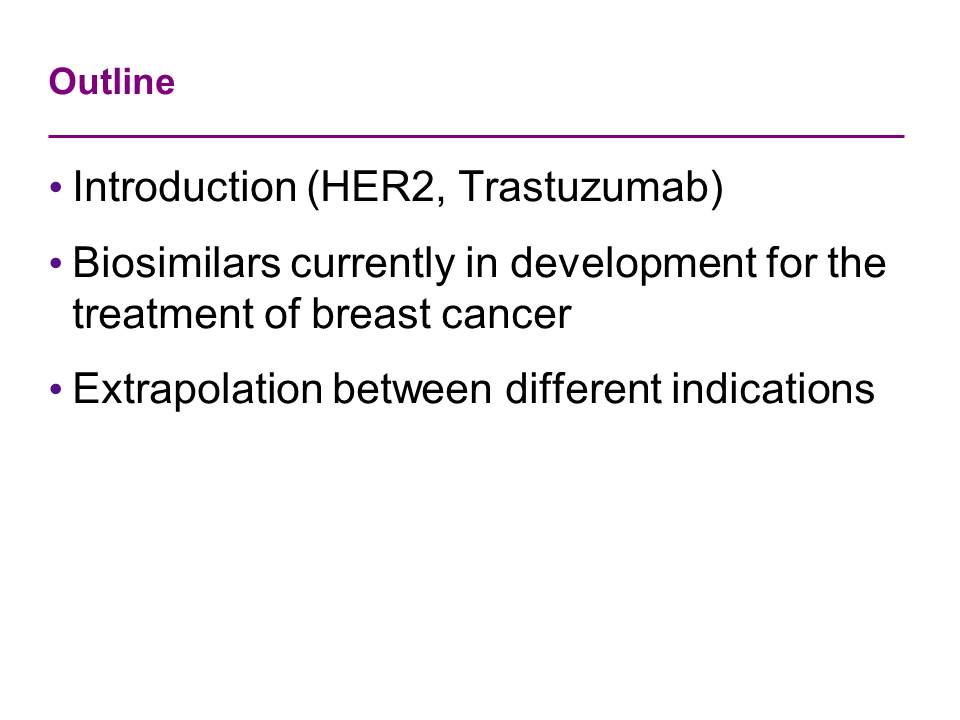 Outline
• Introduction (HER2, Trastuzumab)
• Biosimilars currently in development for the
treatment of breast cancer
• Extrapolation between different indications